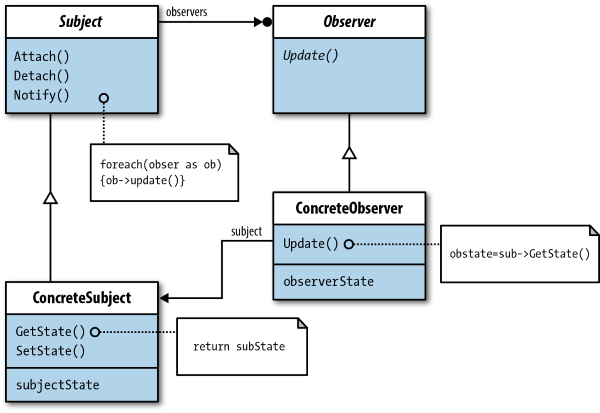 Subject
observers
Observer
Attach()
Detach()
Notify()
Update()
foreach(obser as ob)
{ob->update()}
ConcreteObserver
subject
Update()
obstate=sub->GetState()
observerState
ConcreteSubject
GetState()
SetState()
return subState
subjectState